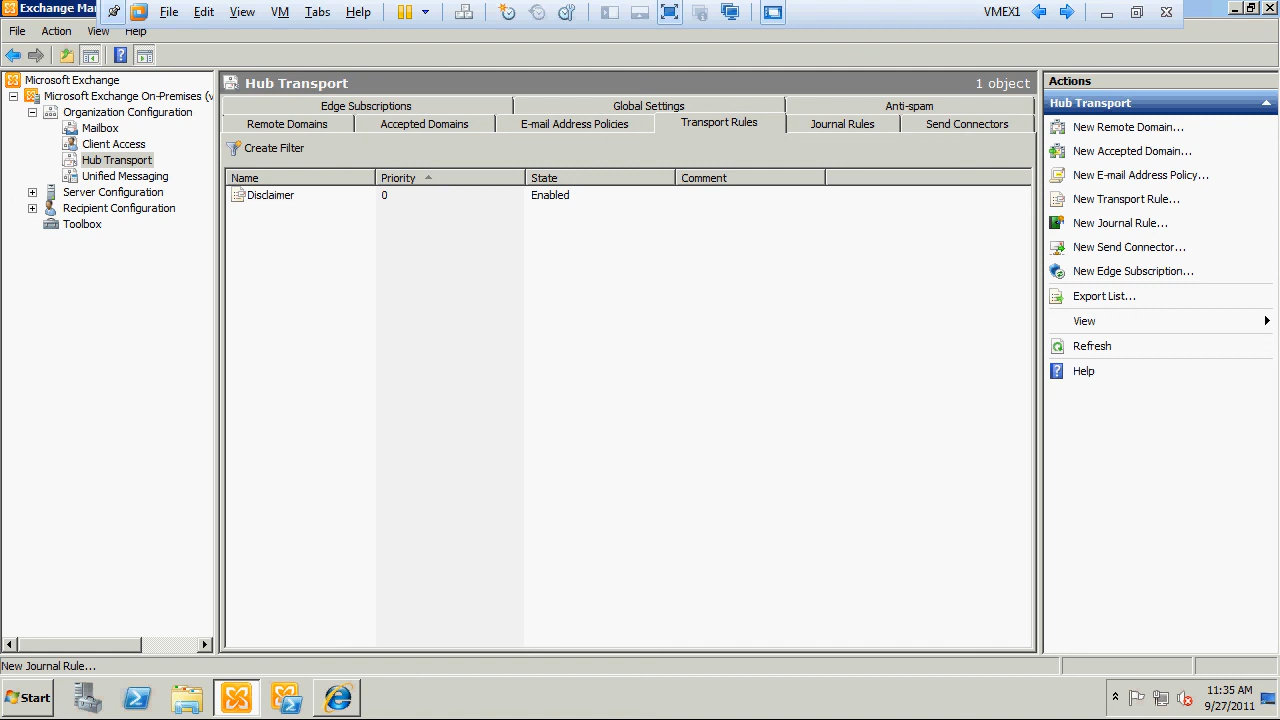 Exchange Mar
File Edit View VM Tabs Help
VMEX1
File Action View Help
Microsoft Exchange
Microsoft Exchange On-Premises (v
Organization Configuration
Mailbox
Client Access
Hub Transport
Unified Messaging
Server Configuration
Recipient Configuration
Toolbox
Hub Transport 1 object
Edge Subscriptions Global Settings Anti-spam
Remote Domains Accepted Domains E-mail Address Policies Transport Rules Journal Rules Send Connectors
Create Filter
Name Priority State Comment
Disclaimer 0 Enabled
Actions
Hub Transport
New Remote Domain...
New Accepted Domain...
New E-mail Address Policy...
New Transport Rule...
New Journal Rule...
New Send Connector...
New Edge Subscription...
Export List...
View
Refresh
Help
New Journal Rule...
Start
11:35 AM
9/27/2011